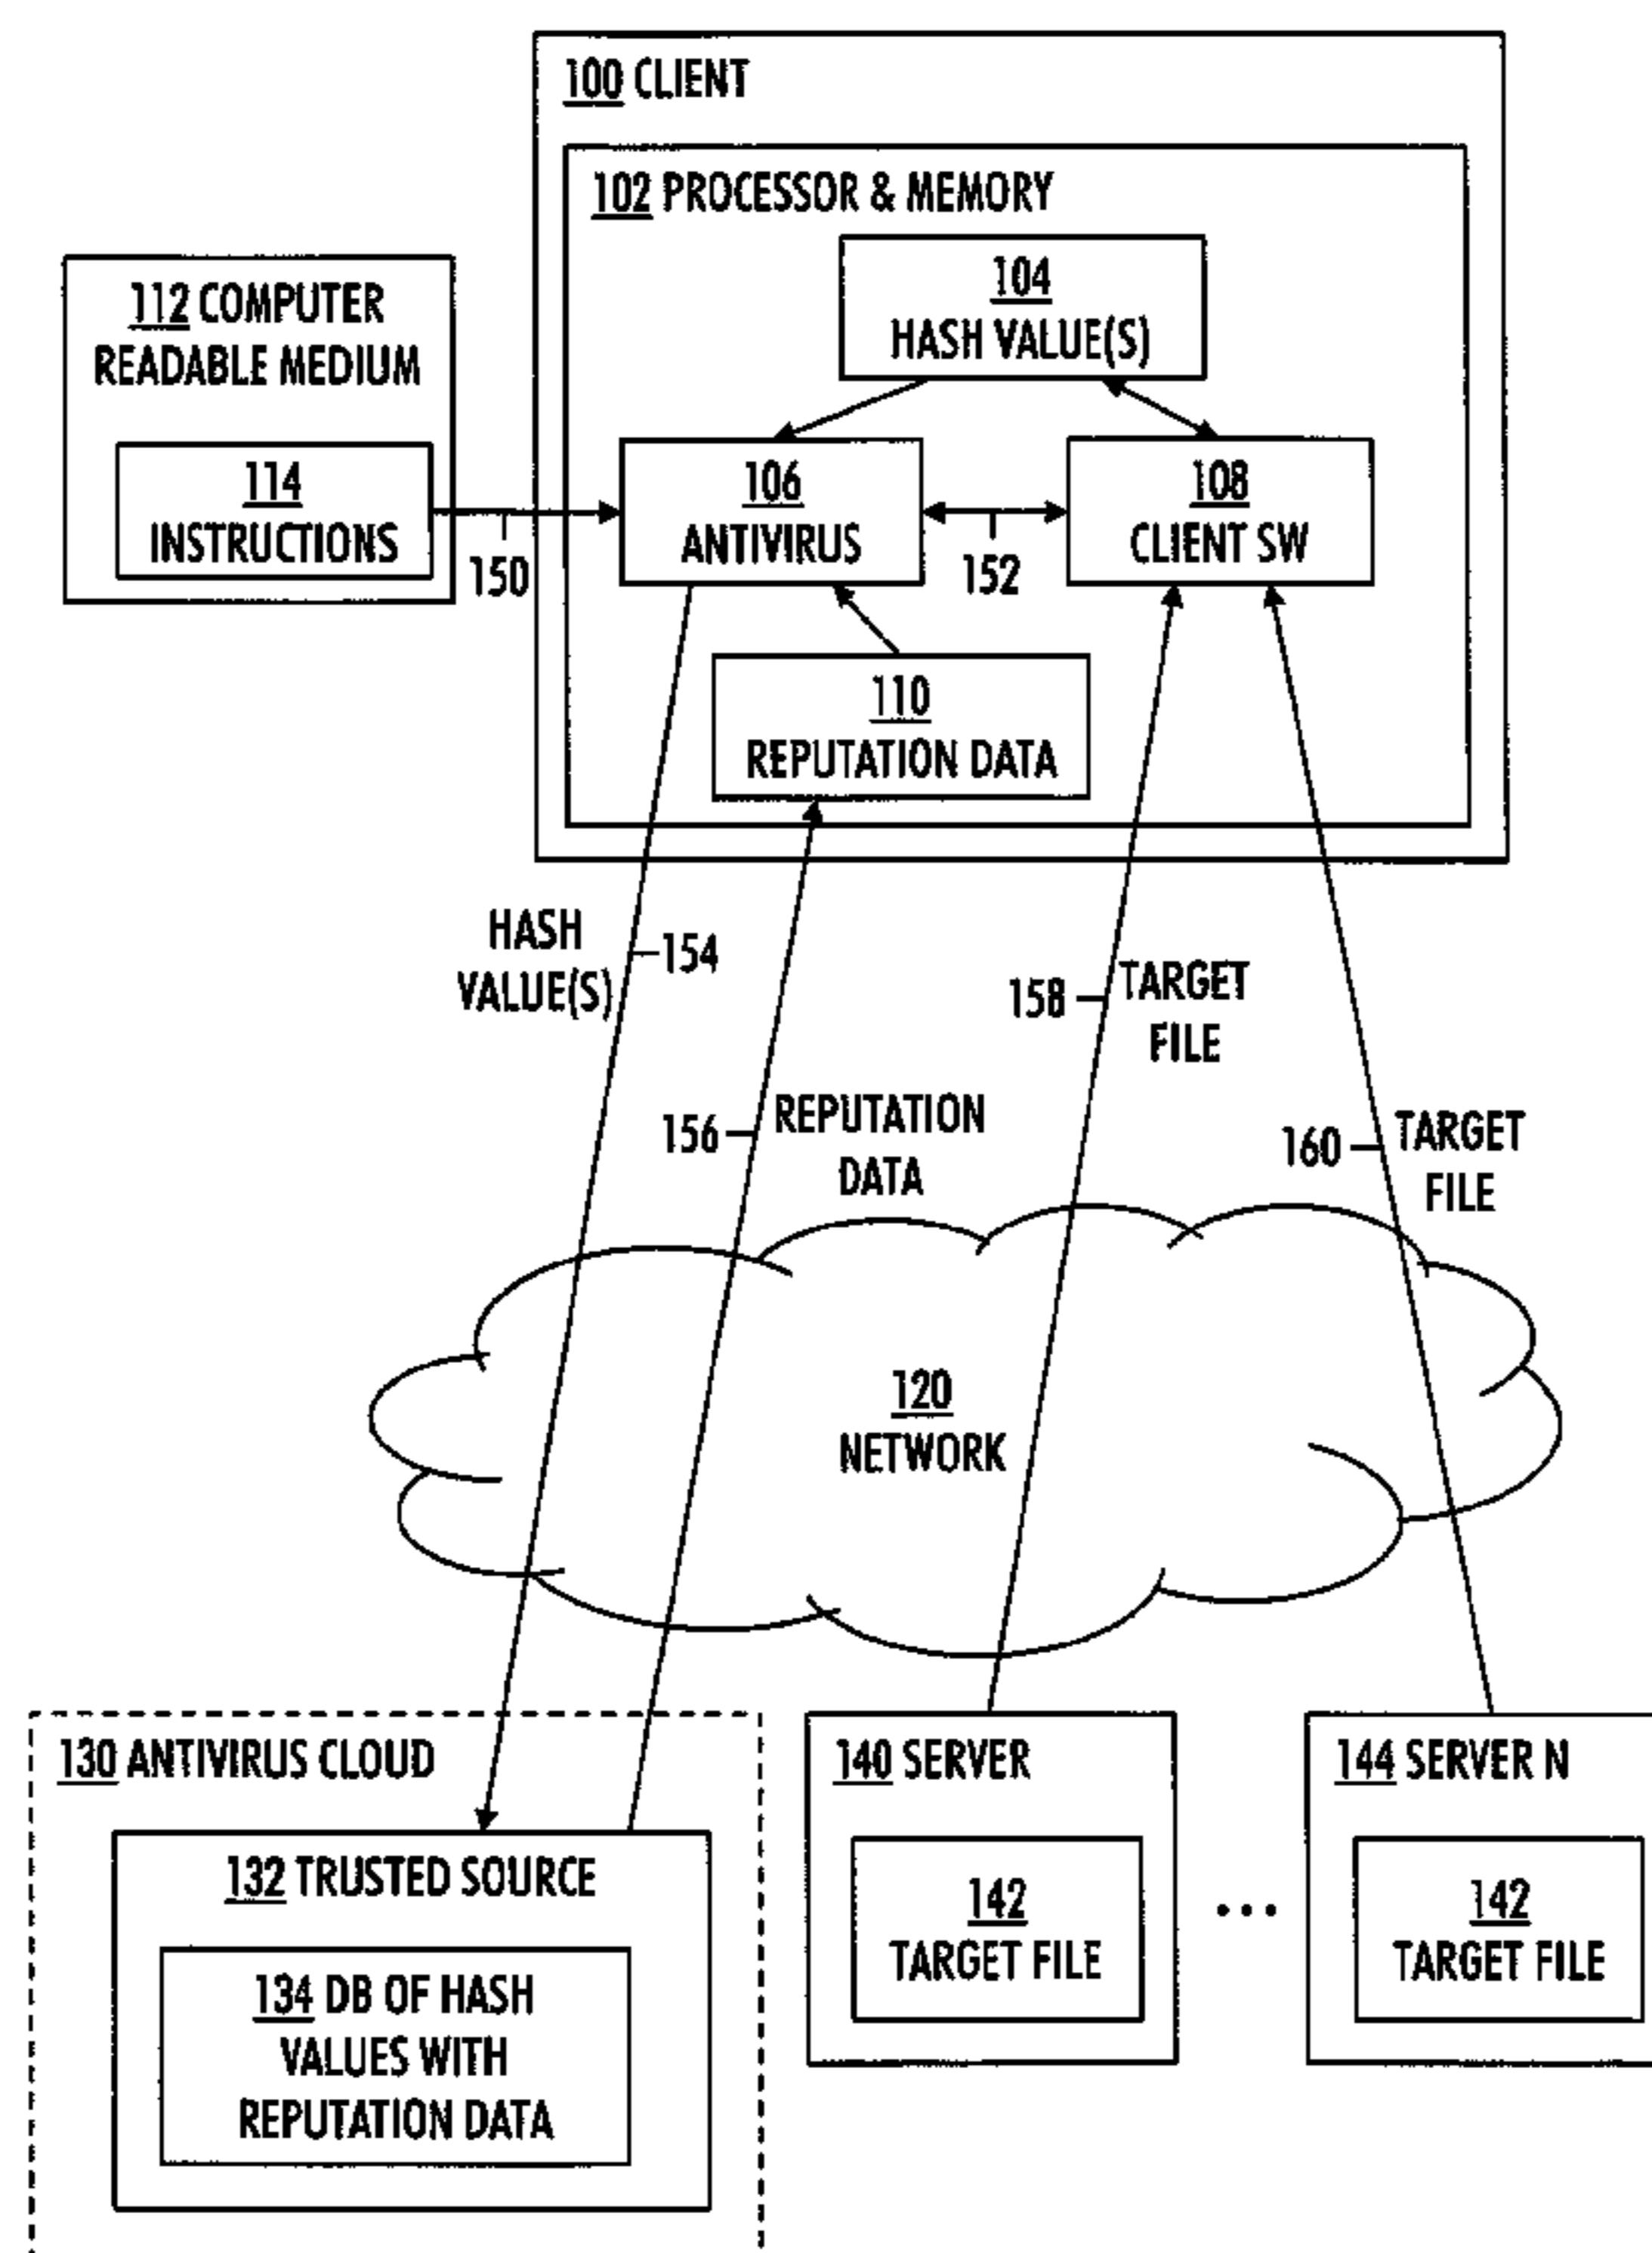 100 CLIENT
102 PROCESSOR & MEMORY
104
HASH VALUE(S)
112 COMPUTER
READABLE MEDIUM
114
INSTRUCTIONS
150
106
ANTIVIRUS
152
108
CLIENT SW
110
REPUTATION DATA
HASH
VALUE(S)
154
158
TARGET
FILE
156
REPUTATION
DATA
160
TARGET
FILE
120
NETWORK
130 ANTIVIRUS CLOUD
132 TRUSTED SOURCE
134 DB OF HASH
VALUES WITH
REPUTATION DATA
140 SERVER
142
TARGET FILE
...
144 SERVER N
142
TARGET FILE